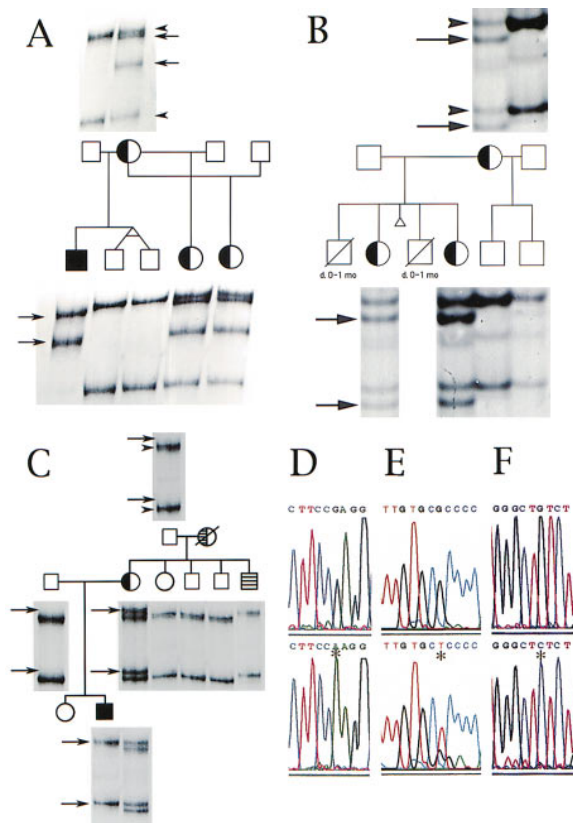 A
B
d. 0-1 mo
d. 0-1 mo
C
D
E
F
CTTCCGAGG
TTGTGCGCCCC
GGGCTGTCT
CTTCCAAGG
TTGTGCTCCCC
GGGCTCTCT
*
*
*